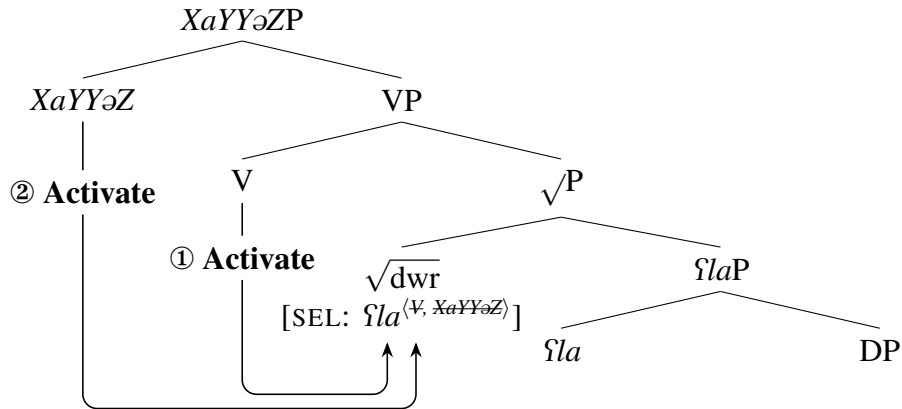 XaYYəZP
XaYYəZ VP
② Activate V √P
① Activate √dwr ʕlaP
[SEL: ʕla⟨V, XaYYəZ⟩] ʕla DP